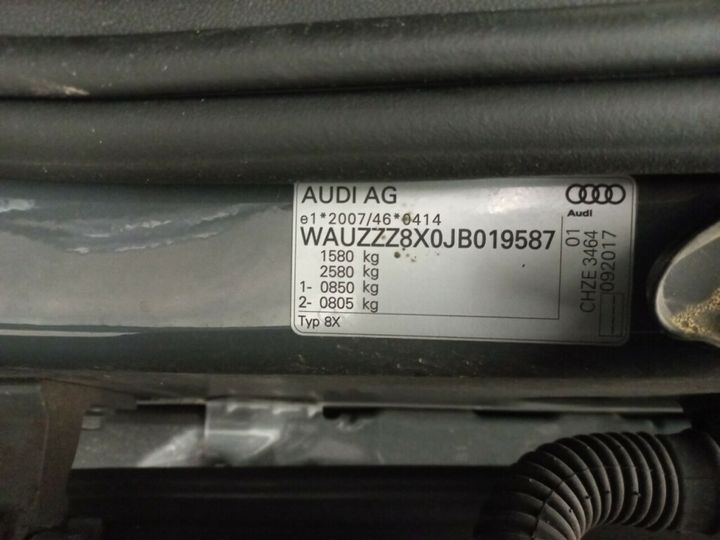 AUDI AG
Audi
e1*2007/46*0414
WAUZZZ8X0JB019587
1580 kg
2580 kg
1- 0850 kg
2- 0805 kg
Typ 8X
01
CHZE 3464
092017